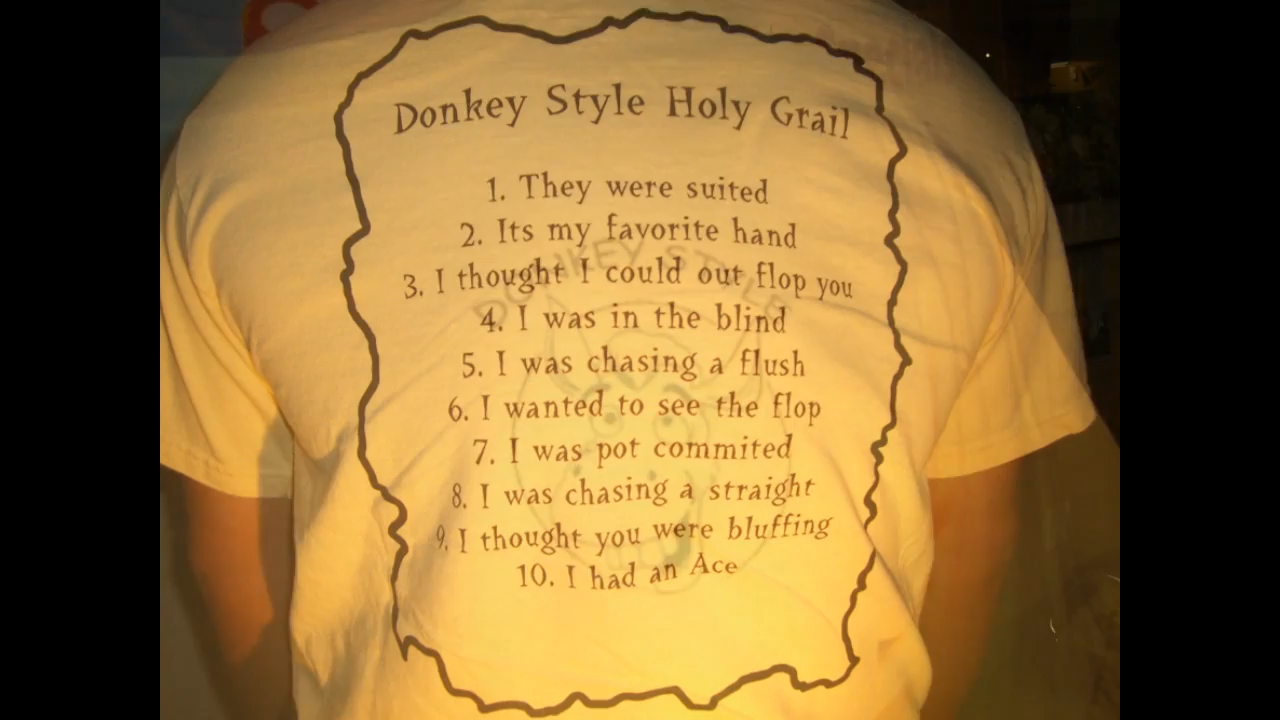 Donkey Style Holy Grail
1. They were suited
2. Its my favorite hand
3. I thought I could out flop you
4. I was in the blind
5. I was chasing a flush
6. I wanted to see the flop
7. I was pot commited
8. I was chasing a straight
9. I thought you were bluffing
10. I had an Ace
DONKEY STYLE